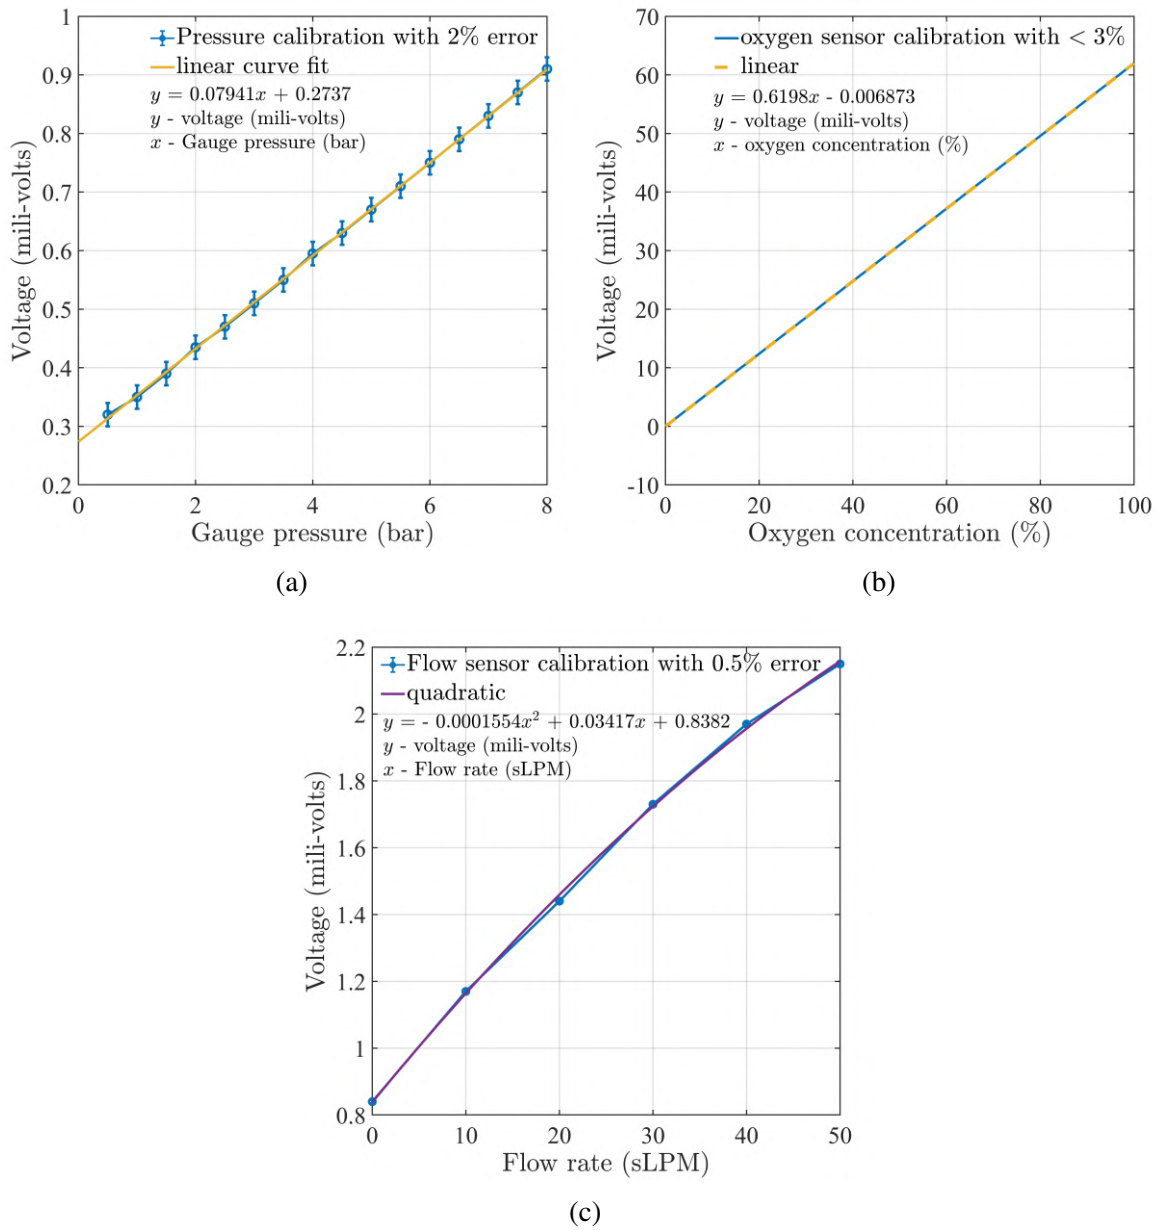 1
0.9
0.8
0.7
0.6
0.5
0.4
0.3
0.2
0 2 4 6 8
Voltage (mili-volts)
Gauge pressure (bar)
Pressure calibration with 2% error
linear curve fit
y = 0.07941x + 0.2737
y - voltage (mili-volts)
x - Gauge pressure (bar)
(a)
70
60
50
40
30
20
10
0
-10
0 20 40 60 80 100
Voltage (mili-volts)
Oxygen concentration (%)
oxygen sensor calibration with < 3%
linear
y = 0.6198x - 0.006873
y - voltage (mili-volts)
x - oxygen concentration (%)
(b)
2.2
2
1.8
1.6
1.4
1.2
1
0.8
0 10 20 30 40 50
Voltage (mili-volts)
Flow rate (sLPM)
Flow sensor calibration with 0.5% error
quadratic
y = - 0.0001554x² + 0.03417x + 0.8382
y - voltage (mili-volts)
x - Flow rate (sLPM)
(c)